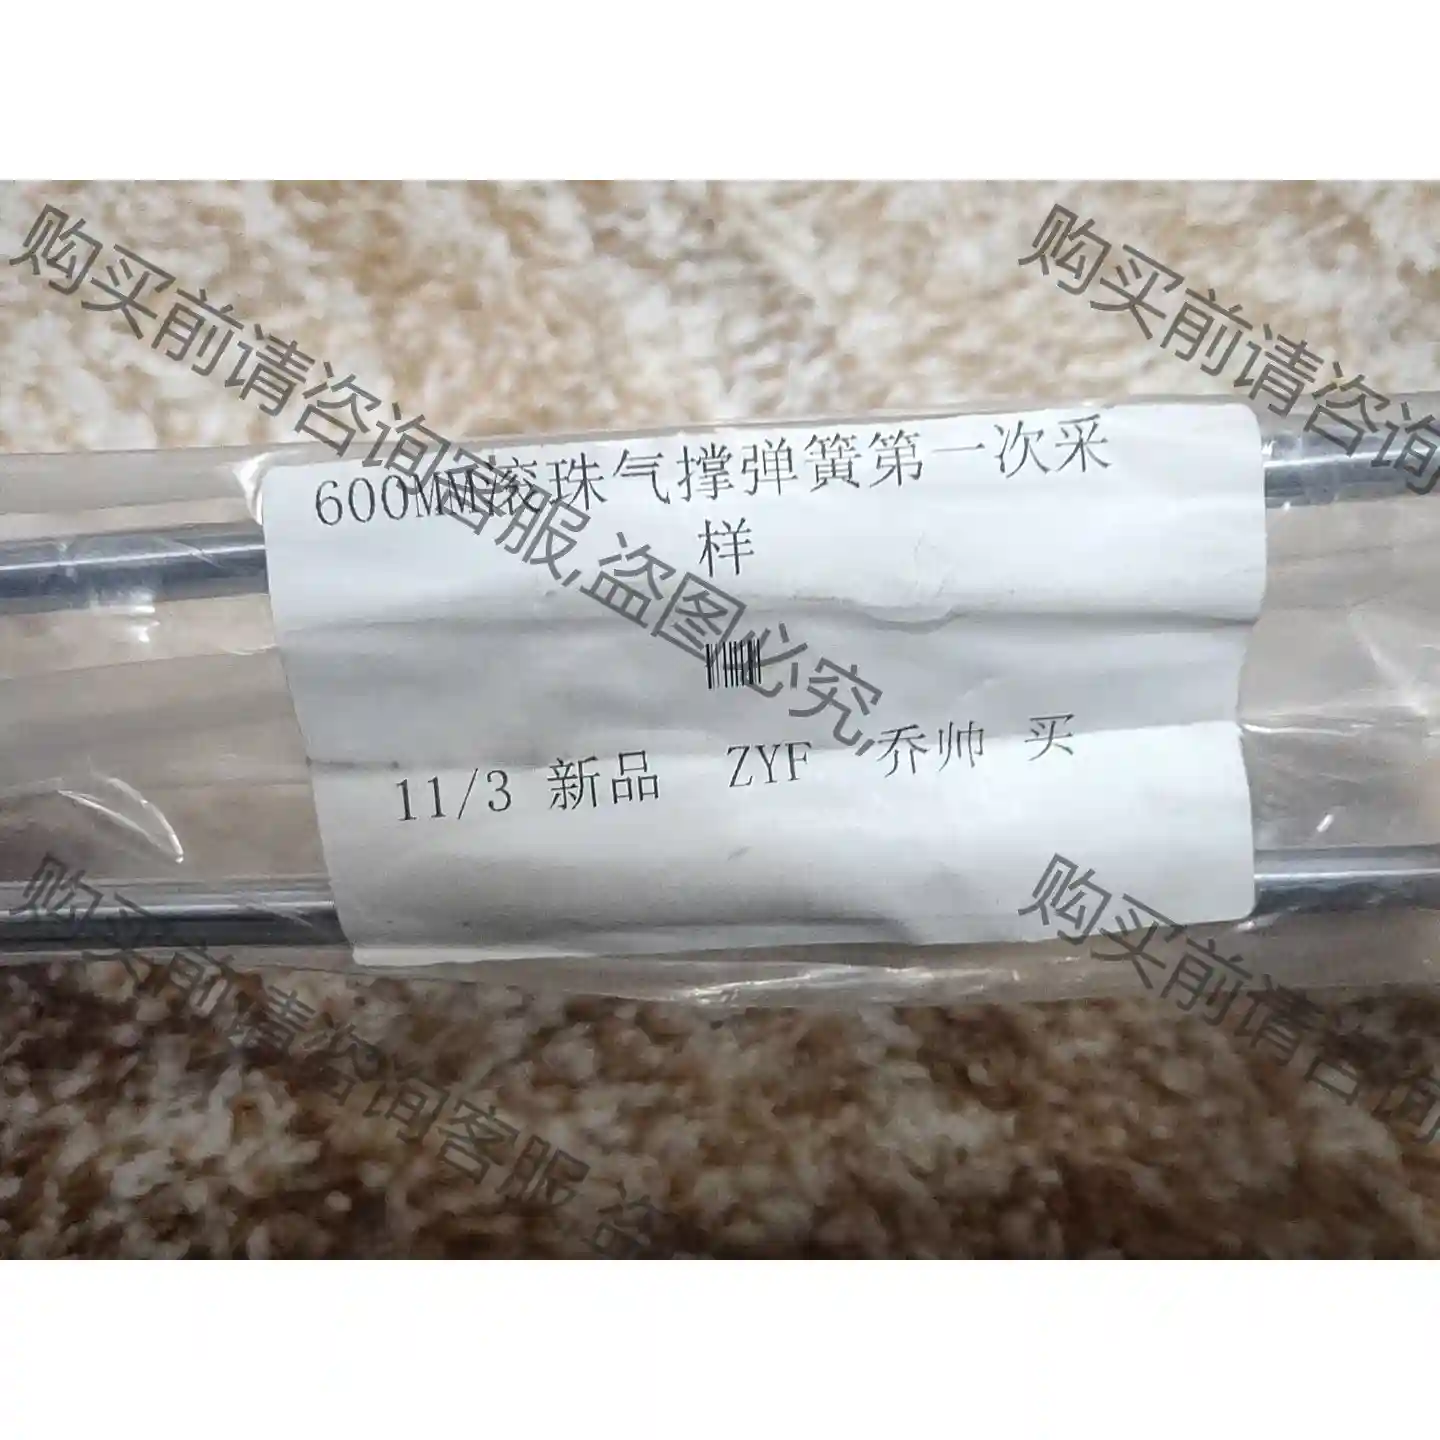 购买前请咨询客服,盗图必究,
购买前请咨询
600MM滚珠气撑弹簧第一次采
样
11/3 新品 ZYF 乔帅 买
购买前请咨询客服,盗
购买前请咨询